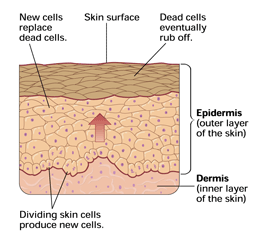 New cells
replace
dead cells.
Skin surface
Dead cells
eventually
rub off.
Epidermis
(outer layer
of the skin)
Dermis
(inner layer
of the skin)
Dividing skin cells
produce new cells.